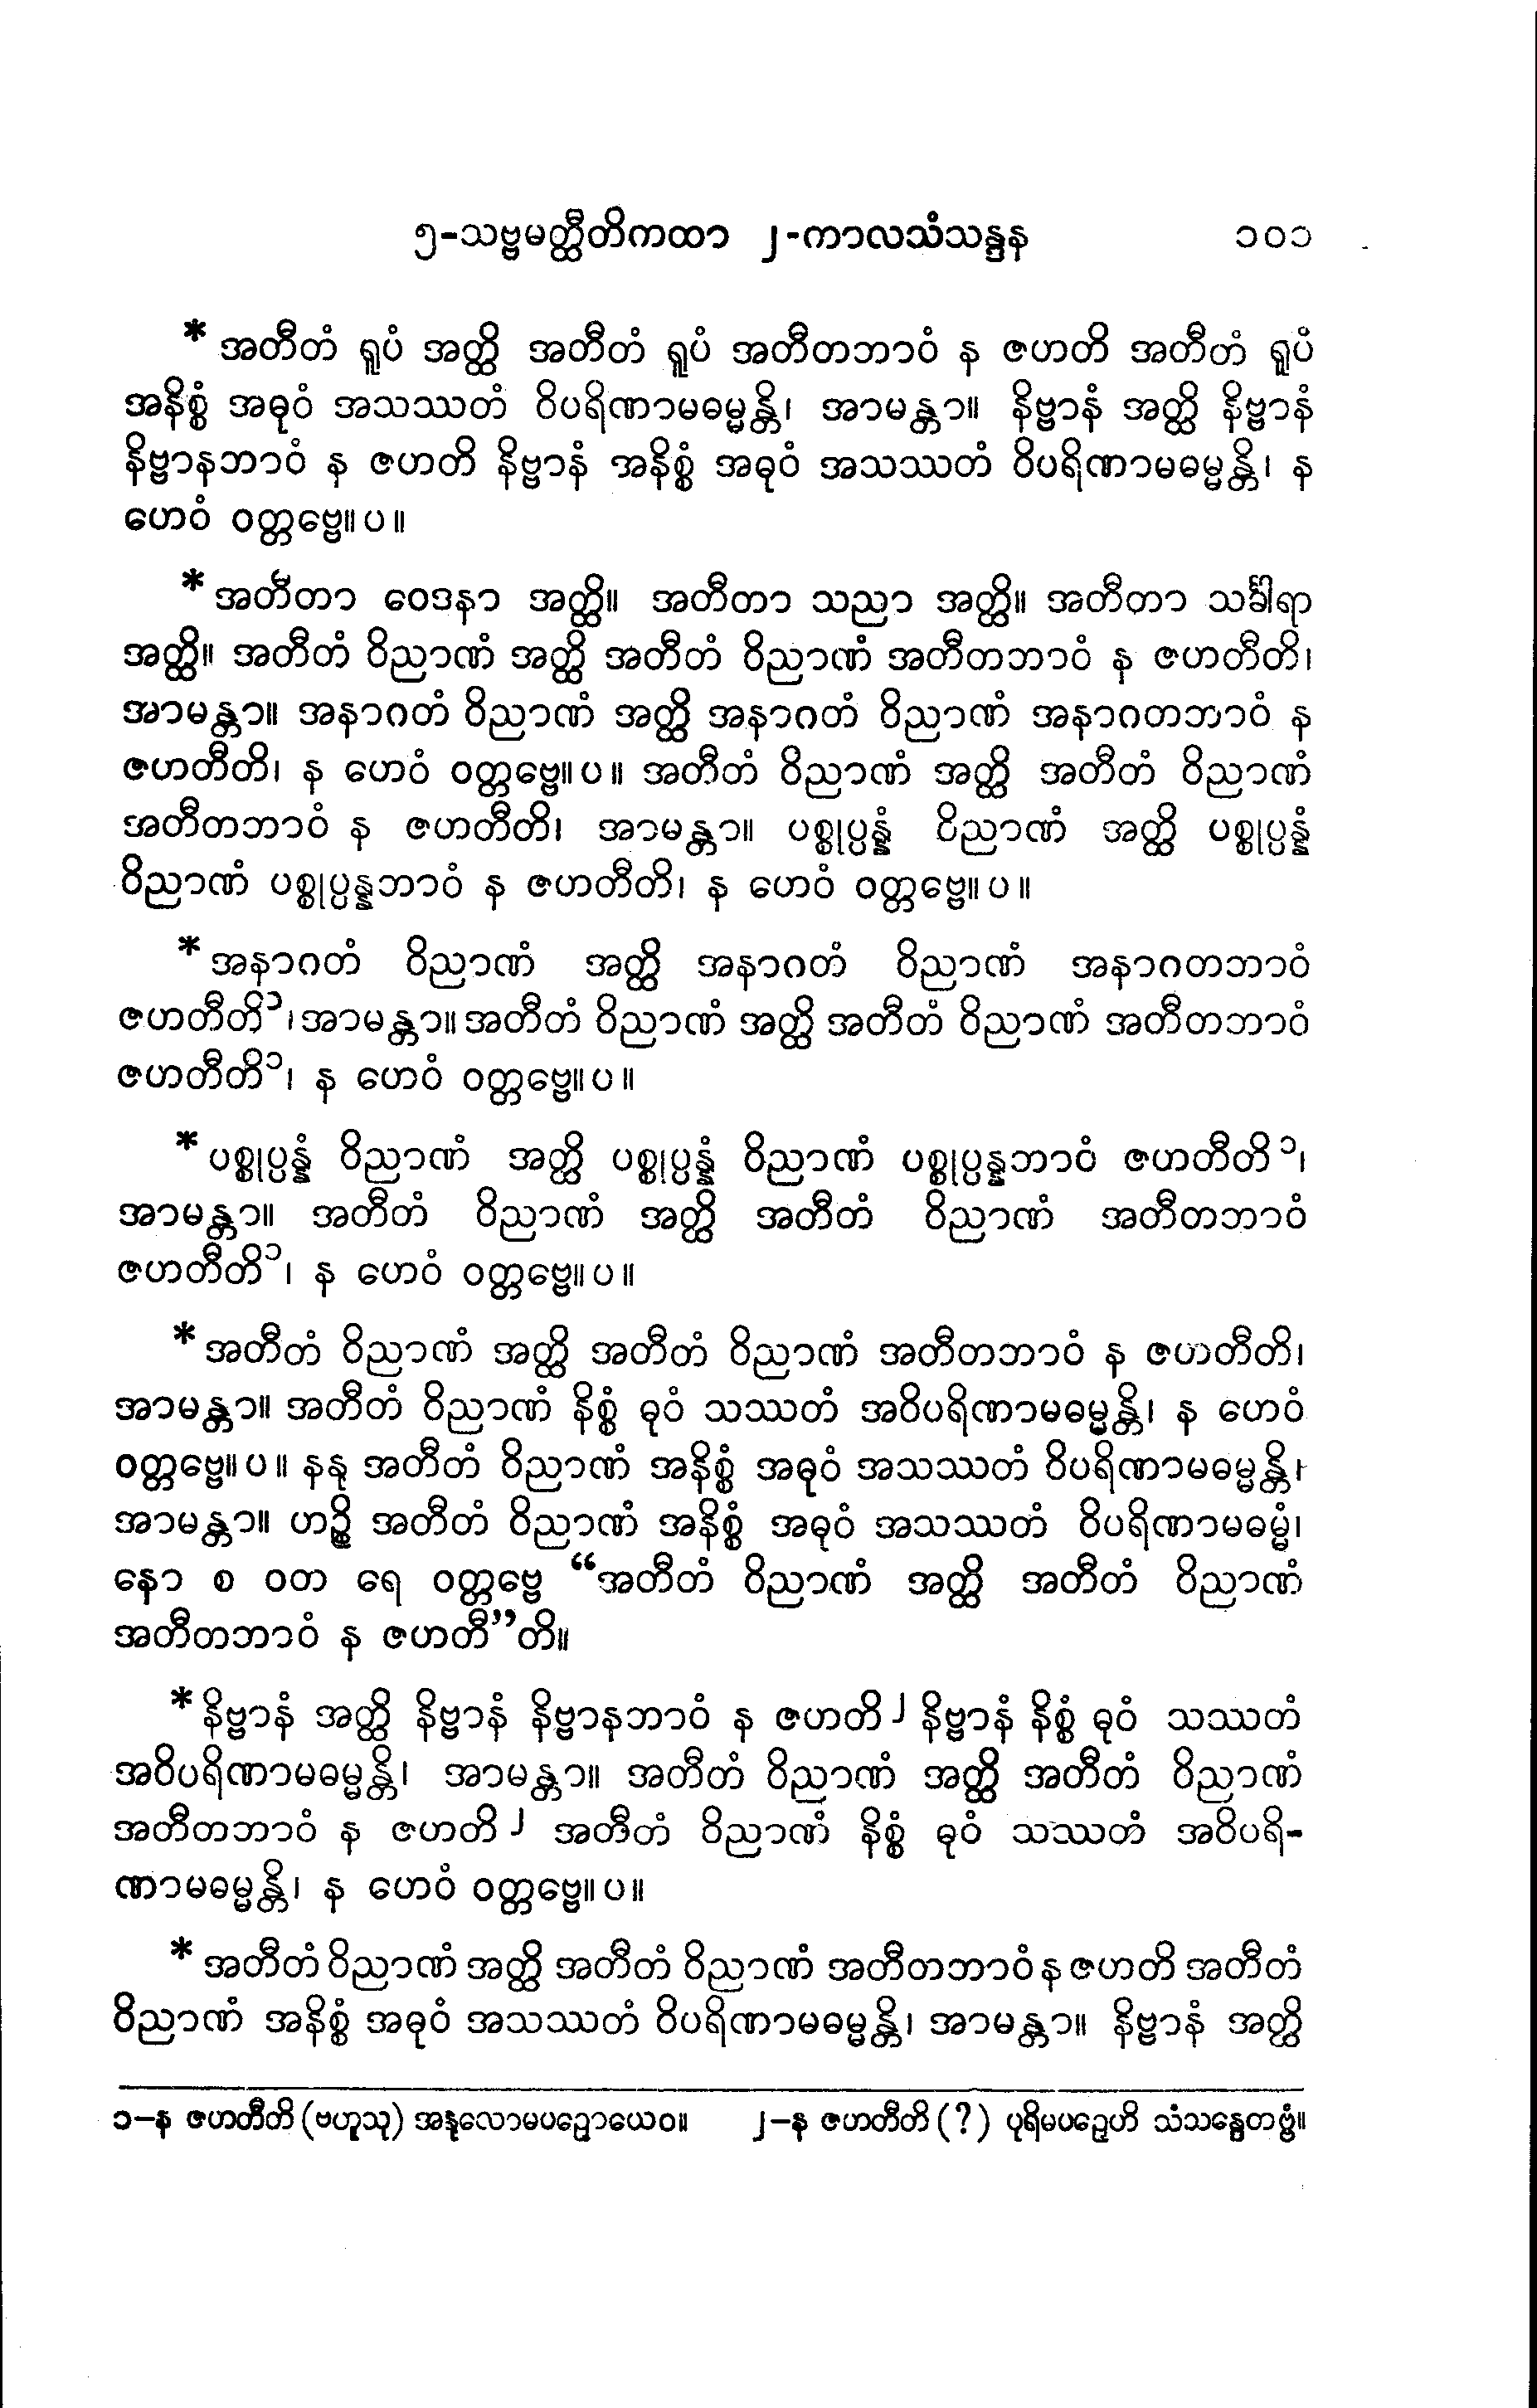 ၅-သဗ္ဗမတ္ထီတိကထာ ၂-ကာလသံသန္ဒန ၁၀၁
* အတီတံ ရူပံ အတ္ထိ အတီတံ ရူပံ အတီတဘာဝံ န ဇဟတိ အတီတံ ရူပံ
အနိစ္စံ အဓုဝံ အသဿတံ ဝိပရိဏာမဓမ္မန္တိ၊ အာမန္တာ။ နိဗ္ဗာနံ အတ္ထိ နိဗ္ဗာနံ
နိဗ္ဗာနဘာဝံ န ဇဟတိ နိဗ္ဗာနံ အနိစ္စံ အဓုဝံ အသဿတံ ဝိပရိဏာမဓမ္မန္တိ၊ န
ဟေဝံ ဝတ္တဗ္ဗေ။ပ။
* အတီတာ ဝေဒနာ အတ္ထိ။ အတီတာ သညာ အတ္ထိ။ အတီတာ သင်္ခါရာ
အတ္ထိ။ အတီတံ ဝိညာဏံ အတ္ထိ အတီတံ ဝိညာဏံ အတီတဘာဝံ န ဇဟတီတိ၊
အာမန္တာ။ အနာဂတံ ဝိညာဏံ အတ္ထိ အနာဂတံ ဝိညာဏံ အနာဂတဘာဝံ န
ဇဟတီတိ၊ န ဟေဝံ ဝတ္တဗ္ဗေ။ပ။ အတီတံ ဝိညာဏံ အတ္ထိ အတီတံ ဝိညာဏံ
အတီတဘာဝံ န ဇဟတီတိ၊ အာမန္တာ။ ပစ္စုပ္ပန္နံ ဝိညာဏံ အတ္ထိ ပစ္စုပ္ပန္နံ
ဝိညာဏံ ပစ္စုပ္ပန္နဘာဝံ န ဇဟတီတိ၊ န ဟေဝံ ဝတ္တဗ္ဗေ။ပ။
* အနာဂတံ ဝိညာဏံ အတ္ထိ အနာဂတံ ဝိညာဏံ အနာဂတဘာဝံ
ဇဟတီတိ၁၊အာမန္တာ။အတီတံ ဝိညာဏံ အတ္ထိ အတီတံ ဝိညာဏံ အတီတဘာဝံ
ဇဟတီတိ၁၊ န ဟေဝံ ဝတ္တဗ္ဗေ။ပ။
* ပစ္စုပ္ပန္နံ ဝိညာဏံ အတ္ထိ ပစ္စုပ္ပန္နံ ဝိညာဏံ ပစ္စုပ္ပန္နဘာဝံ ဇဟတီတိ၁၊
အာမန္တာ။ အတီတံ ဝိညာဏံ အတ္ထိ အတီတံ ဝိညာဏံ အတီတဘာဝံ
ဇဟတီတိ၁၊ န ဟေဝံ ဝတ္တဗ္ဗေ။ပ။
* အတီတံ ဝိညာဏံ အတ္ထိ အတီတံ ဝိညာဏံ အတီတဘာဝံ န ဇဟတီတိ၊
အာမန္တာ။ အတီတံ ဝိညာဏံ နိစ္စံ ဓုဝံ သဿတံ အဝိပရိဏာမဓမ္မန္တိ၊ န ဟေဝံ
ဝတ္တဗ္ဗေ။ပ။ နနု အတီတံ ဝိညာဏံ အနိစ္စံ အဓုဝံ အသဿတံ ဝိပရိဏာမဓမ္မန္တိ၊
အာမန္တာ။ ဟဉ္စိ အတီတံ ဝိညာဏံ အနိစ္စံ အဓုဝံ အသဿတံ ဝိပရိဏာမဓမ္မံ၊
နော စ ဝတ ရေ ဝတ္တဗ္ဗေ “အတီတံ ဝိညာဏံ အတ္ထိ အတီတံ ဝိညာဏံ
အတီတဘာဝံ န ဇဟတီ”တိ။
* နိဗ္ဗာနံ အတ္ထိ နိဗ္ဗာနံ နိဗ္ဗာနဘာဝံ န ဇဟတိ၂ နိဗ္ဗာနံ နိစ္စံ ဓုဝံ သဿတံ
အဝိပရိဏာမဓမ္မန္တိ၊ အာမန္တာ။ အတီတံ ဝိညာဏံ အတ္ထိ အတီတံ ဝိညာဏံ
အတီတဘာဝံ န ဇဟတိ၂ အတီတံ ဝိညာဏံ နိစ္စံ ဓုဝံ သဿတံ အဝိပရိ-
ဏာမဓမ္မန္တိ၊ န ဟေဝံ ဝတ္တဗ္ဗေ။ပ။
* အတီတံ ဝိညာဏံ အတ္ထိ အတီတံ ဝိညာဏံ အတီတဘာဝံ န ဇဟတိ အတီတံ
ဝိညာဏံ အနိစ္စံ အဓုဝံ အသဿတံ ဝိပရိဏာမဓမ္မန္တိ၊ အာမန္တာ။ နိဗ္ဗာနံ အတ္ထိ
၁-န ဇဟတီတိ (ဗဟူသု) အနုလောမပဉှောယေဝ။ ၂-န ဇဟတီတိ (?) ပုရိမပဉှေဟိ သံသန္ဒေတဗ္ဗံ။